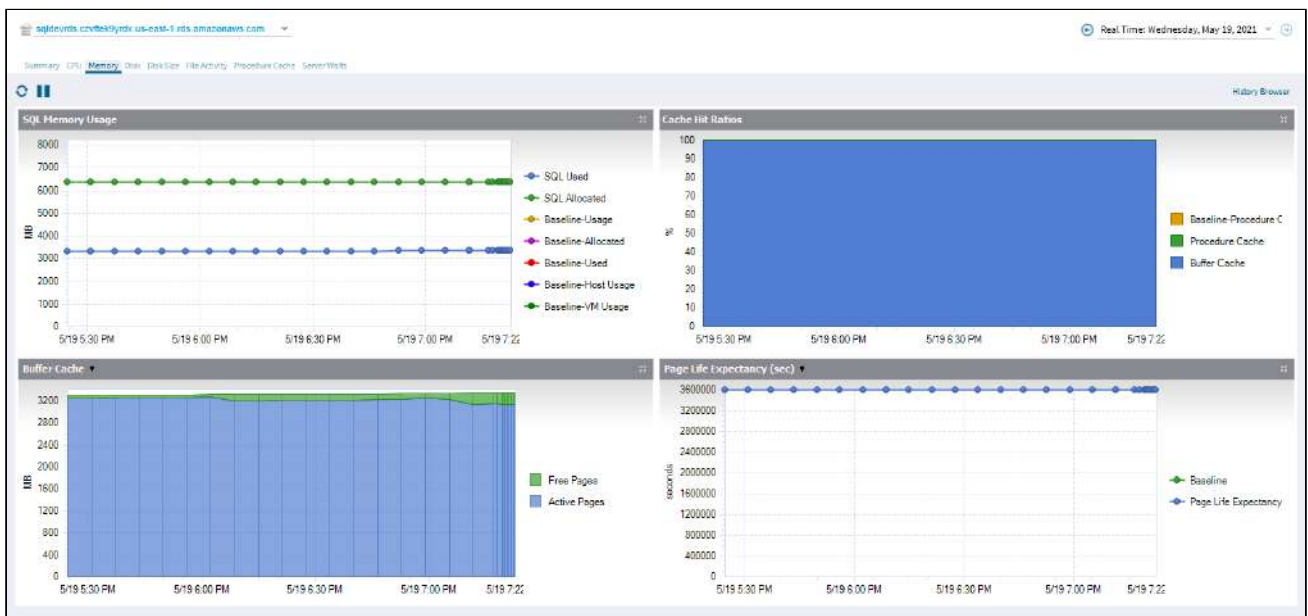 sqldevrds.czvftek9yrdx.us-east-1.rds.amazonaws.com
Real Time: Wednesday, May 19, 2021
Summary CPU Memory Disk Disk Size File Activity Procedure Cache Server Waits
History Browser
SQL Memory Usage
8000
7000
6000
5000
4000
3000
2000
1000
0
MB
5/19 5:30 PM 5/19 6:00 PM 5/19 6:30 PM 5/19 7:00 PM 5/19 7:22
SQL Used
SQL Allocated
Baseline-Usage
Baseline-Allocated
Baseline-Used
Baseline-Host Usage
Baseline-VM Usage
Cache Hit Ratios
100
90
80
70
60
50
40
30
20
10
0
%
5/19 5:30 PM 5/19 6:00 PM 5/19 6:30 PM 5/19 7:00 PM 5/19 7:22
Baseline-Procedure C
Procedure Cache
Buffer Cache
Buffer Cache
3200
2800
2400
2000
1600
1200
800
400
0
MB
5/19 5:30 PM 5/19 6:00 PM 5/19 6:30 PM 5/19 7:00 PM 5/19 7:22
Free Pages
Active Pages
Page Life Expectancy (sec)
3600000
3200000
2800000
2400000
2000000
1600000
1200000
800000
400000
0
seconds
5/19 5:30 PM 5/19 6:00 PM 5/19 6:30 PM 5/19 7:00 PM 5/19 7:22
Baseline
Page Life Expectancy